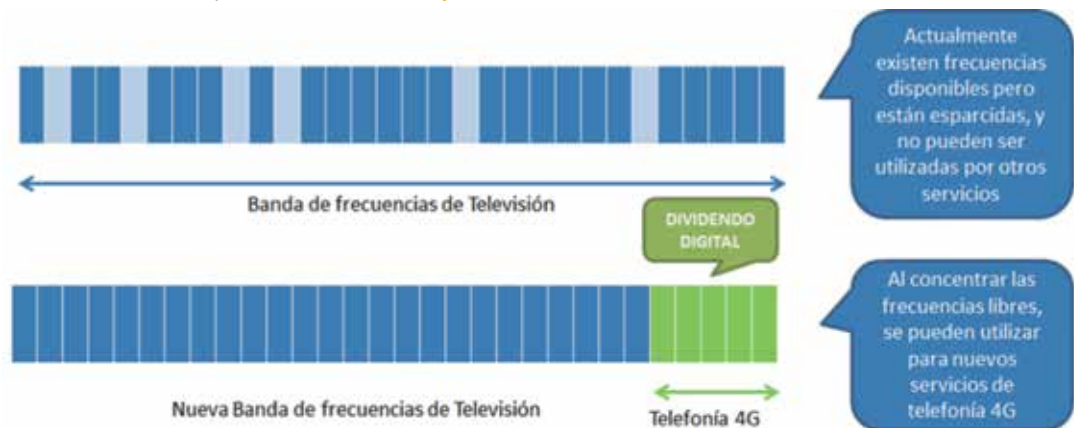 Actualmente
existen frecuencias
disponibles pero
están esparcidas, y
no pueden ser
utilizadas por otros
servicios
Banda de frecuencias de Televisión
DIVIDENDO
DIGITAL
Al concentrar las
frecuencias libres,
se pueden utilizar
para nuevos
servicios de
telefonía 4G
Nueva Banda de frecuencias de Televisión
Telefonía 4G